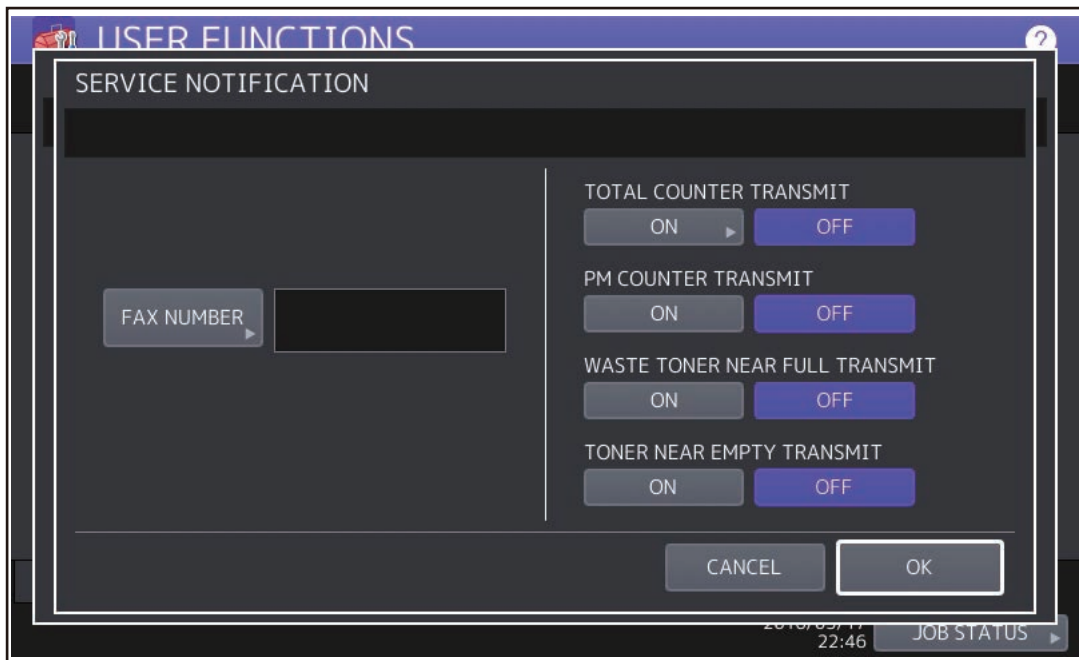 USER FUNCTIONS
?
SERVICE NOTIFICATION
TOTAL COUNTER TRANSMIT
ON OFF
PM COUNTER TRANSMIT
FAX NUMBER
ON OFF
WASTE TONER NEAR FULL TRANSMIT
ON OFF
TONER NEAR EMPTY TRANSMIT
ON OFF
CANCEL OK
22:46
JOB STATUS